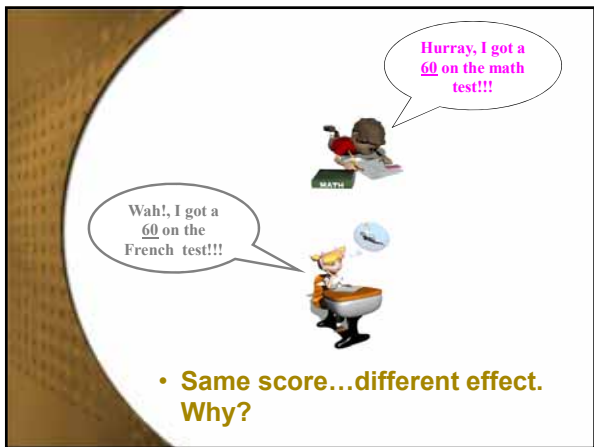 Hurray, I got a
60 on the math
test!!!
MATH
Wah!, I got a
60 on the
French test!!!
• Same score…different effect.
Why?